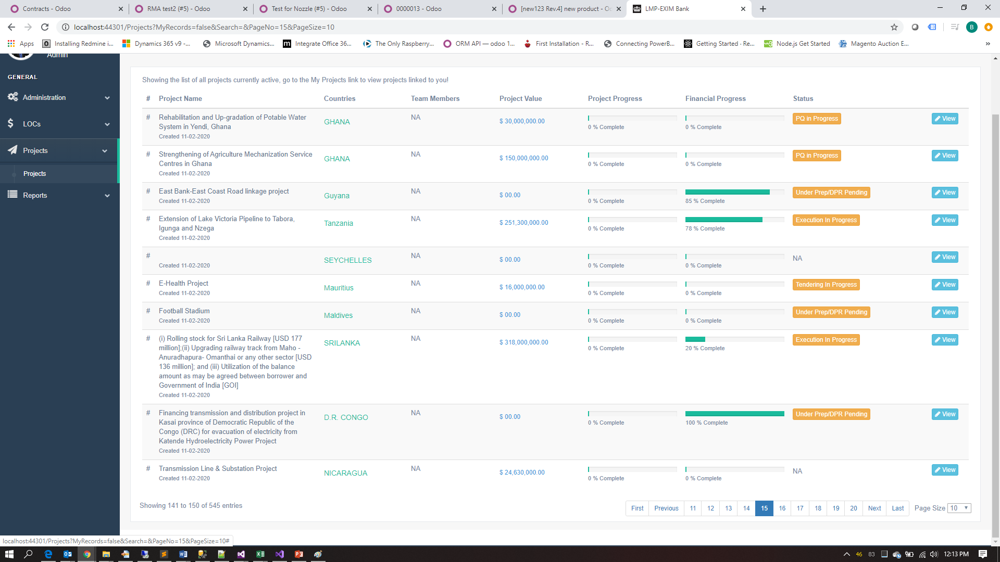 Contracts - Odoo
RMA test2 (#5) - Odoo
Test for Nozzle (#5) - Odoo
0000013 - Odoo
[new123 Rev.4] new product - Oc
LMP-EXIM Bank
localhost:44301/Projects?MyRecords=false&Search=&PageNo=15&PageSize=10
B
Apps
Installing Redmine i...
Dynamics 365 v9 -...
Microsoft Dynamics...
Integrate Office 36...
The Only Raspberry...
ORM API — odoo 1...
First Installation - R...
Connecting PowerB...
Getting Started · Re...
Node.js Get Started
Magento Auction E...
»
Admin
GENERAL
Administration
LOCs
Projects
Projects
Reports
Showing the list of all projects currently active, go to the My Projects link to view projects linked to you!
# Project Name Countries Team Members Project Value Project Progress Financial Progress Status
# Rehabilitation and Up-gradation of Potable Water
System in Yendi, Ghana
Created 11-02-2020
GHANA
NA
$ 30,000,000.00
0 % Complete
0 % Complete
PQ in Progress
View
# Strengthening of Agriculture Mechanization Service
Centres in Ghana
Created 11-02-2020
GHANA
NA
$ 150,000,000.00
0 % Complete
0 % Complete
PQ in Progress
View
# East Bank-East Coast Road linkage project
Created 11-02-2020
Guyana
NA
$ 00.00
0 % Complete
85 % Complete
Under Prep/DPR Pending
View
# Extension of Lake Victoria Pipeline to Tabora,
Igunga and Nzega
Created 11-02-2020
Tanzania
NA
$ 251,300,000.00
0 % Complete
78 % Complete
Execution In Progress
View
#
Created 11-02-2020
SEYCHELLES
NA
$ 00.00
0 % Complete
0 % Complete
NA
View
# E-Health Project
Created 11-02-2020
Mauritius
NA
$ 16,000,000.00
0 % Complete
0 % Complete
Tendering In Progress
View
# Football Stadium
Created 11-02-2020
Maldives
NA
$ 00.00
0 % Complete
0 % Complete
Under Prep/DPR Pending
View
# (i) Rolling stock for Sri Lanka Railway [USD 177
million];(ii) Upgrading railway track from Maho -
Anuradhapura- Omanthai or any other sector [USD
136 million]; and (iii) Utilization of the balance
amount as may be agreed between borrower and
Government of India [GOI]
Created 11-02-2020
SRILANKA
NA
$ 318,000,000.00
0 % Complete
20 % Complete
Execution In Progress
View
# Financing transmission and distribution project in
Kasai province of Democratic Republic of the
Congo (DRC) for evacuation of electricity from
Katende Hydroelectricity Power Project
Created 11-02-2020
D.R. CONGO
NA
$ 00.00
0 % Complete
100 % Complete
Under Prep/DPR Pending
View
# Transmission Line & Substation Project
Created 11-02-2020
NICARAGUA
NA
$ 24,630,000.00
0 % Complete
0 % Complete
NA
View
Showing 141 to 150 of 545 entries
First Previous 11 12 13 14 15 16 17 18 19 20 Next Last Page Size 10
localhost:44301/Projects?MyRecords=false&Search=&PageNo=15&PageSize=10#
46 83 12:13 PM